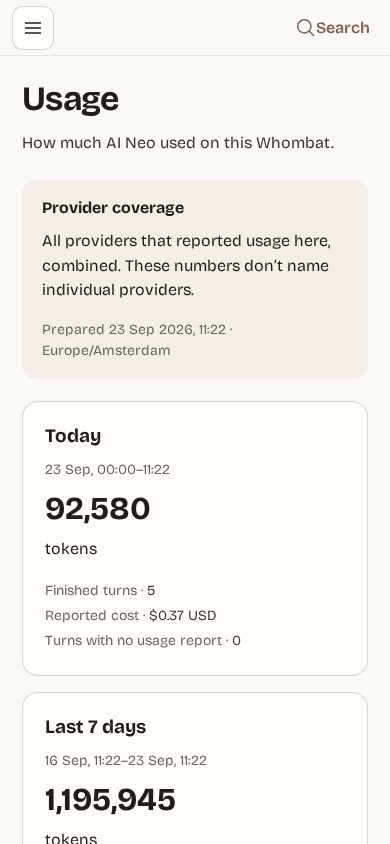 Search
Usage
How much AI Neo used on this Whombat.
Provider coverage
All providers that reported usage here,
combined. These numbers don’t name
individual providers.
Prepared 23 Sep 2026, 11:22 ·
Europe/Amsterdam
Today
23 Sep, 00:00–11:22
92,580
tokens
Finished turns · 5
Reported cost · $0.37 USD
Turns with no usage report · 0
Last 7 days
16 Sep, 11:22–23 Sep, 11:22
1,195,945
tokens